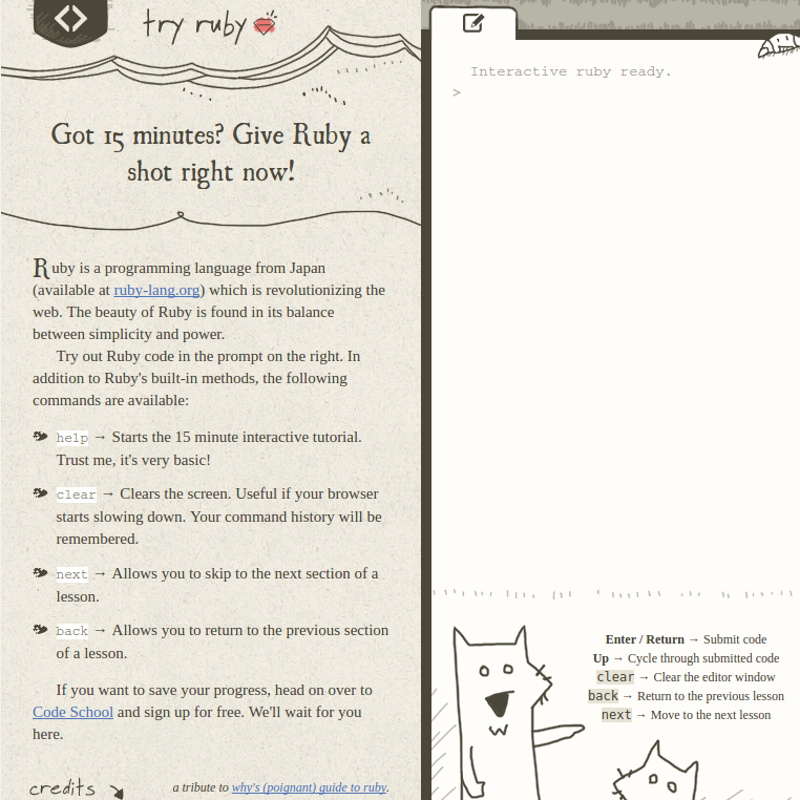 try ruby
Got 15 minutes? Give Ruby a
shot right now!
Ruby is a programming language from Japan
(available at ruby-lang.org) which is revolutionizing the
web. The beauty of Ruby is found in its balance
between simplicity and power.
Try out Ruby code in the prompt on the right. In
addition to Ruby's built-in methods, the following
commands are available:
help → Starts the 15 minute interactive tutorial.
Trust me, it's very basic!
clear → Clears the screen. Useful if your browser
starts slowing down. Your command history will be
remembered.
next → Allows you to skip to the next section of a
lesson.
back → Allows you to return to the previous section
of a lesson.
If you want to save your progress, head on over to
Code School and sign up for free. We'll wait for you
here.
credits
a tribute to why's (poignant) guide to ruby.
Interactive ruby ready.
>
Enter / Return → Submit code
Up → Cycle through submitted code
clear → Clear the editor window
back → Return to the previous lesson
next → Move to the next lesson